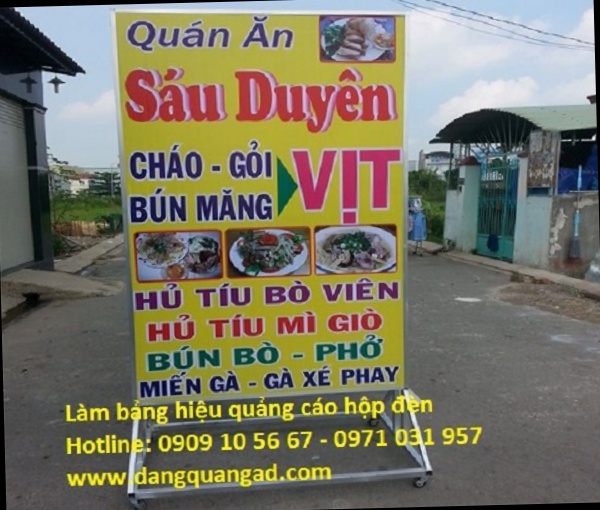 Quán Ăn
Sáu Duyên
CHÁO - GỎI
BÚN MĂNG
VỊT
HỦ TÍU BÒ VIÊN
HỦ TÍU MÌ GIÒ
BÚN BÒ - PHỞ
MIẾN GÀ - GÀ XÉ PHAY
Làm bảng hiệu quảng cáo hộp đèn
Hotline: 0909 10 56 67 - 0971 031 957
www.dangquangad.com